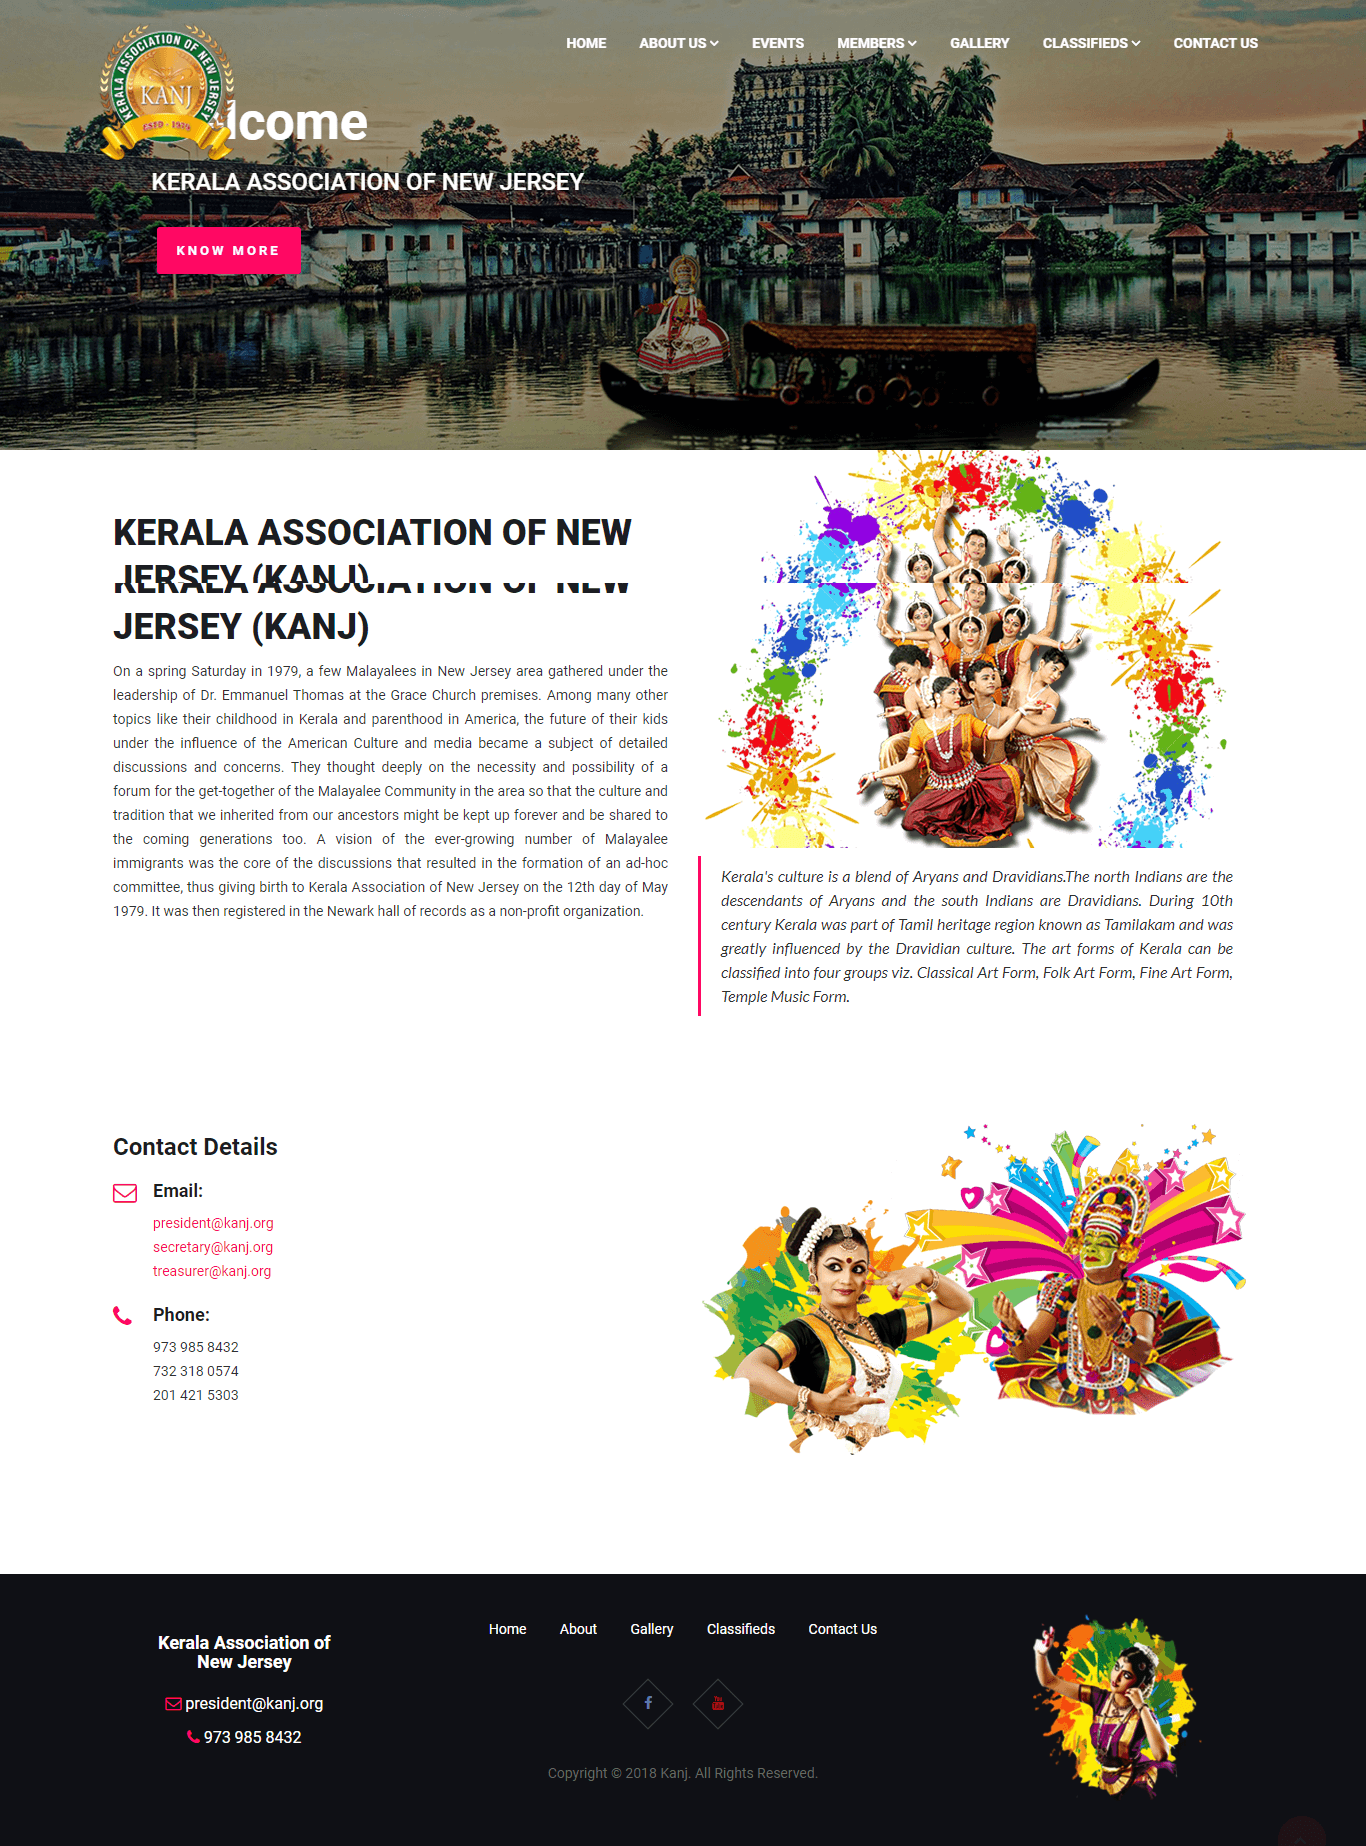 HOME ABOUT US EVENTS MEMBERS GALLERY CLASSIFIEDS CONTACT US
KERALA ASSOCIATION OF NEW JERSEY
KANJ
ESTD - 1979
lcome
KERALA ASSOCIATION OF NEW JERSEY
KNOW MORE
KERALA ASSOCIATION OF NEW
JERSEY (KANJ)
KERALA ASSOCIATION OF NEW
JERSEY (KANJ)
On a spring Saturday in 1979, a few Malayalees in New Jersey area gathered under the
leadership of Dr. Emmanuel Thomas at the Grace Church premises. Among many other
topics like their childhood in Kerala and parenthood in America, the future of their kids
under the influence of the American Culture and media became a subject of detailed
discussions and concerns. They thought deeply on the necessity and possibility of a
forum for the get-together of the Malayalee Community in the area so that the culture and
tradition that we inherited from our ancestors might be kept up forever and be shared to
the coming generations too. A vision of the ever-growing number of Malayalee
immigrants was the core of the discussions that resulted in the formation of an ad-hoc
committee, thus giving birth to Kerala Association of New Jersey on the 12th day of May
1979. It was then registered in the Newark hall of records as a non-profit organization.
Kerala's culture is a blend of Aryans and Dravidians.The north Indians are the
descendants of Aryans and the south Indians are Dravidians. During 10th
century Kerala was part of Tamil heritage region known as Tamilakam and was
greatly influenced by the Dravidian culture. The art forms of Kerala can be
classified into four groups viz. Classical Art Form, Folk Art Form, Fine Art Form,
Temple Music Form.
Contact Details
Email:
president@kanj.org
secretary@kanj.org
treasurer@kanj.org
Phone:
973 985 8432
732 318 0574
201 421 5303
Kerala Association of
New Jersey
president@kanj.org
973 985 8432
Home About Gallery Classifieds Contact Us
You
Tube
Copyright © 2018 Kanj. All Rights Reserved.